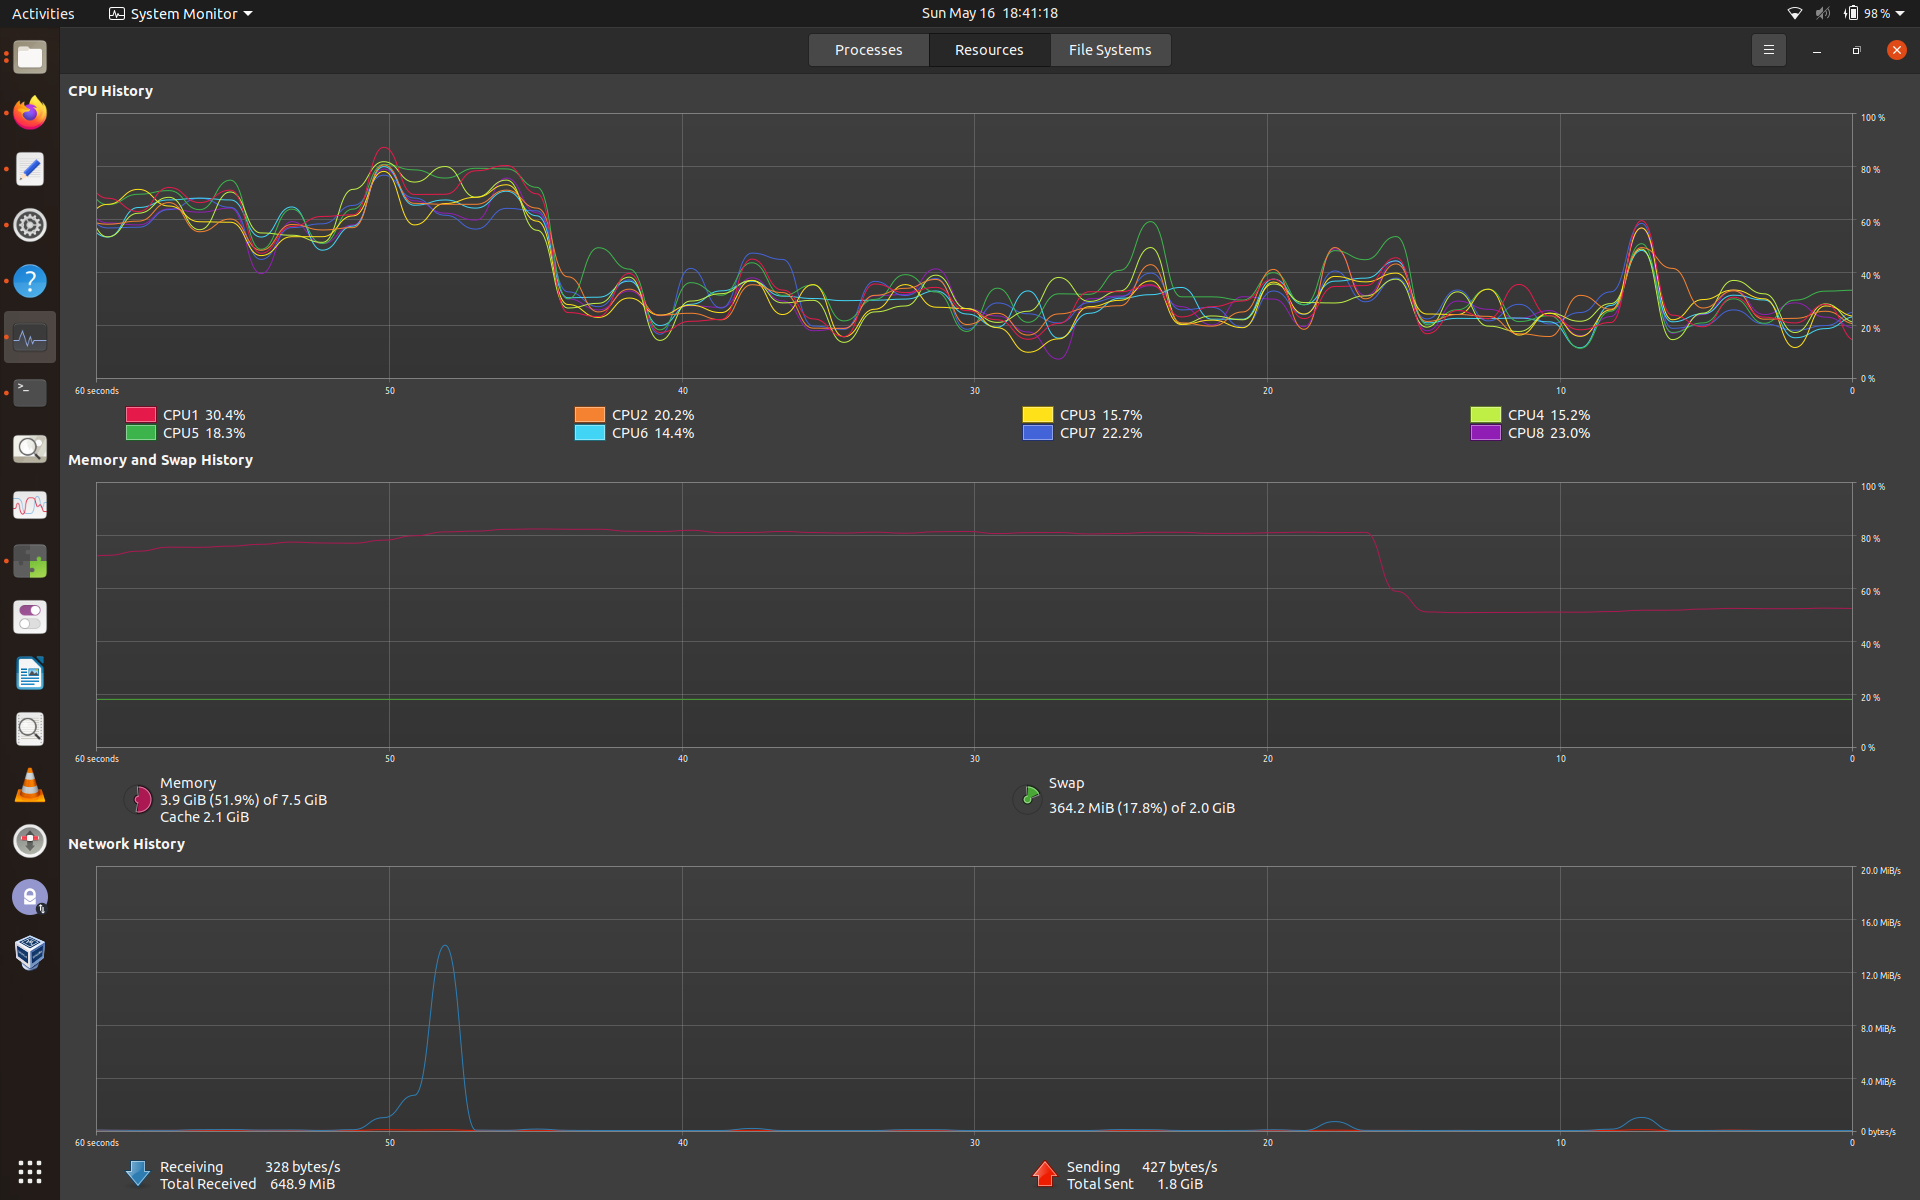 Activities System Monitor Sun May 16 18:41:18 98 %
Processes Resources File Systems
CPU History
100 %
80 %
60 %
40 %
20 %
0 %
60 seconds 50 40 30 20 10 0
CPU1 30.4% CPU2 20.2% CPU3 15.7% CPU4 15.2%
CPU5 18.3% CPU6 14.4% CPU7 22.2% CPU8 23.0%
Memory and Swap History
100 %
80 %
60 %
40 %
20 %
0 %
60 seconds 50 40 30 20 10 0
Memory
3.9 GiB (51.9%) of 7.5 GiB
Cache 2.1 GiB
Swap
364.2 MiB (17.8%) of 2.0 GiB
Network History
20.0 MiB/s
16.0 MiB/s
12.0 MiB/s
8.0 MiB/s
4.0 MiB/s
0 bytes/s
60 seconds 50 40 30 20 10 0
Receiving 328 bytes/s
Total Received 648.9 MiB
Sending 427 bytes/s
Total Sent 1.8 GiB